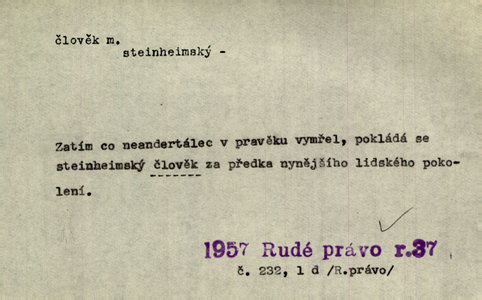 člověk m.
steinheimský -
Zatím co neandertálec v pravěku vymřel, pokládá se
steinheimský člověk za předka nynějšího lidského poko-
lení.
1957 Rudé právo r.37
č. 232, 1 d /R.právo/